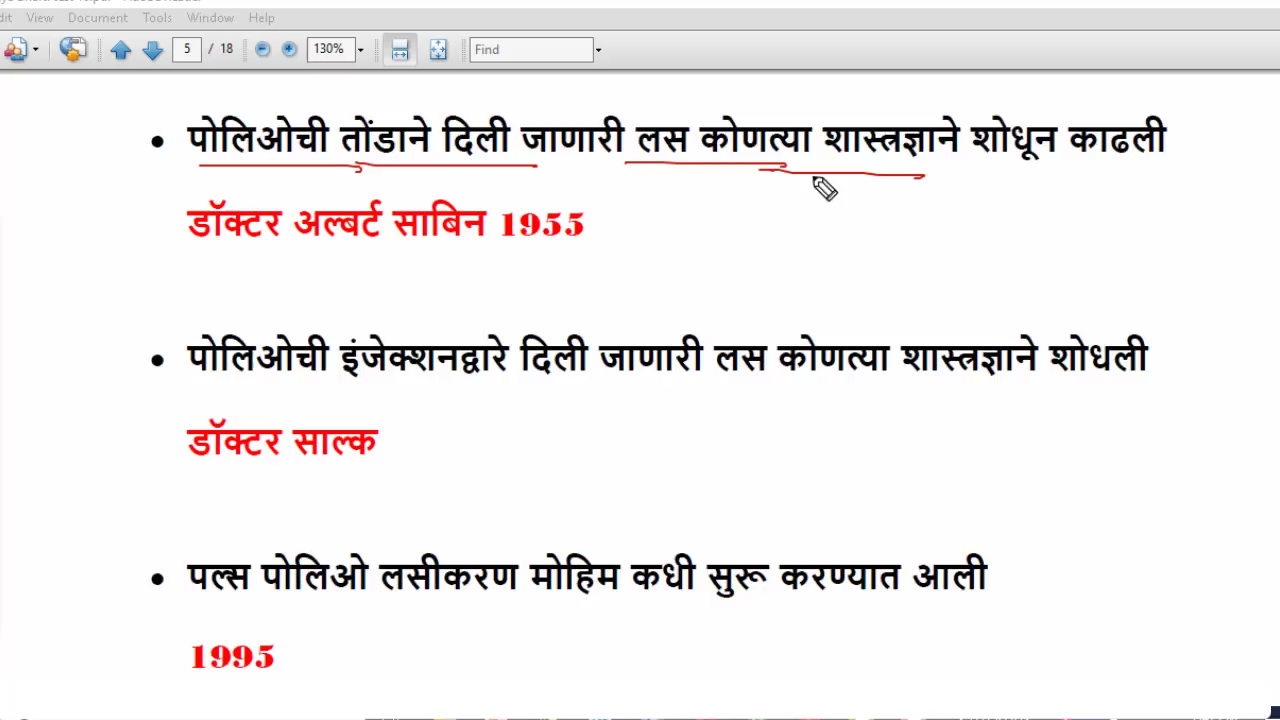 View Document Tools Window Help
5 / 18 130% Find
• पोलिओची तोंडाने दिली जाणारी लस कोणत्या शास्त्रज्ञाने शोधून काढली
डॉक्टर अल्बर्ट साबिन 1955
• पोलिओची इंजेक्शनद्वारे दिली जाणारी लस कोणत्या शास्त्रज्ञाने शोधली
डॉक्टर साल्क
• पल्स पोलिओ लसीकरण मोहिम कधी सुरू करण्यात आली
1995